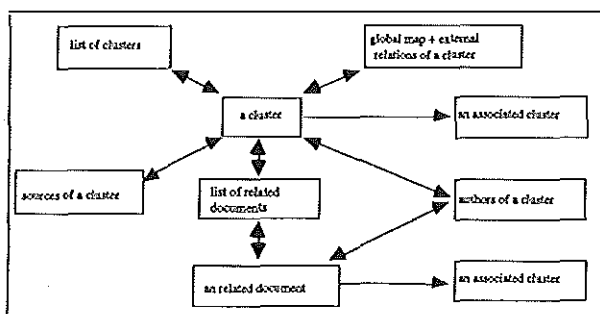 list of clusters
global map + external
relations of a cluster
a cluster
an associated cluster
sources of a cluster
list of related
documents
authors of a cluster
an related document
an associated cluster